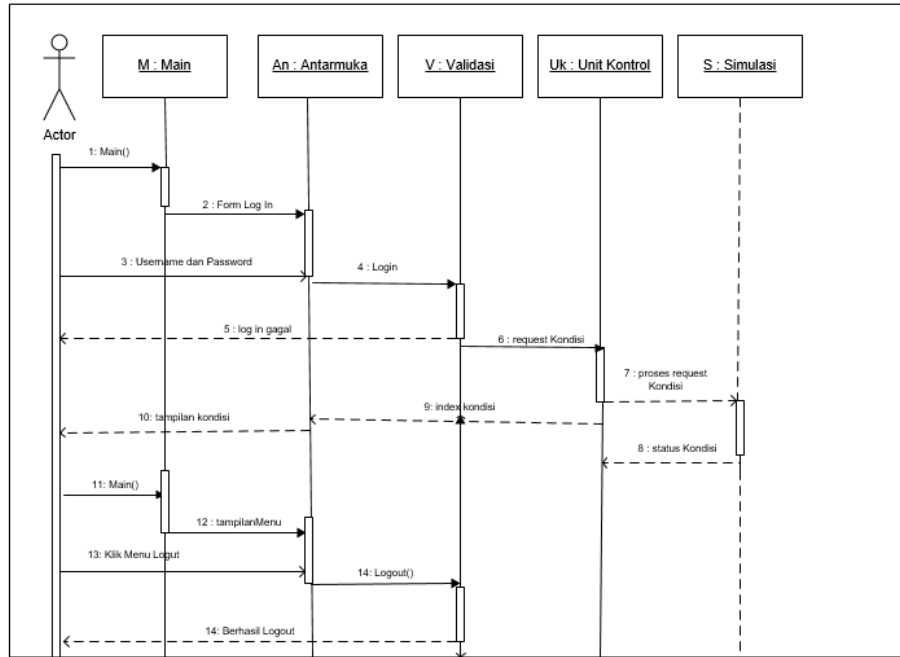 M : Main
An : Antarmuka
V : Validasi
Uk : Unit Kontrol
S : Simulasi
Actor
1: Main()
2 : Form Log In
3 : Username dan Password
4 : Login
5 : log in gagal
6 : request Kondisi
7 : proses request
Kondisi
9: index kondisi
10: tampilan kondisi
8 : status Kondisi
11: Main()
12 : tampilanMenu
13: Klik Menu Logut
14: Logout()
14: Berhasil Logout